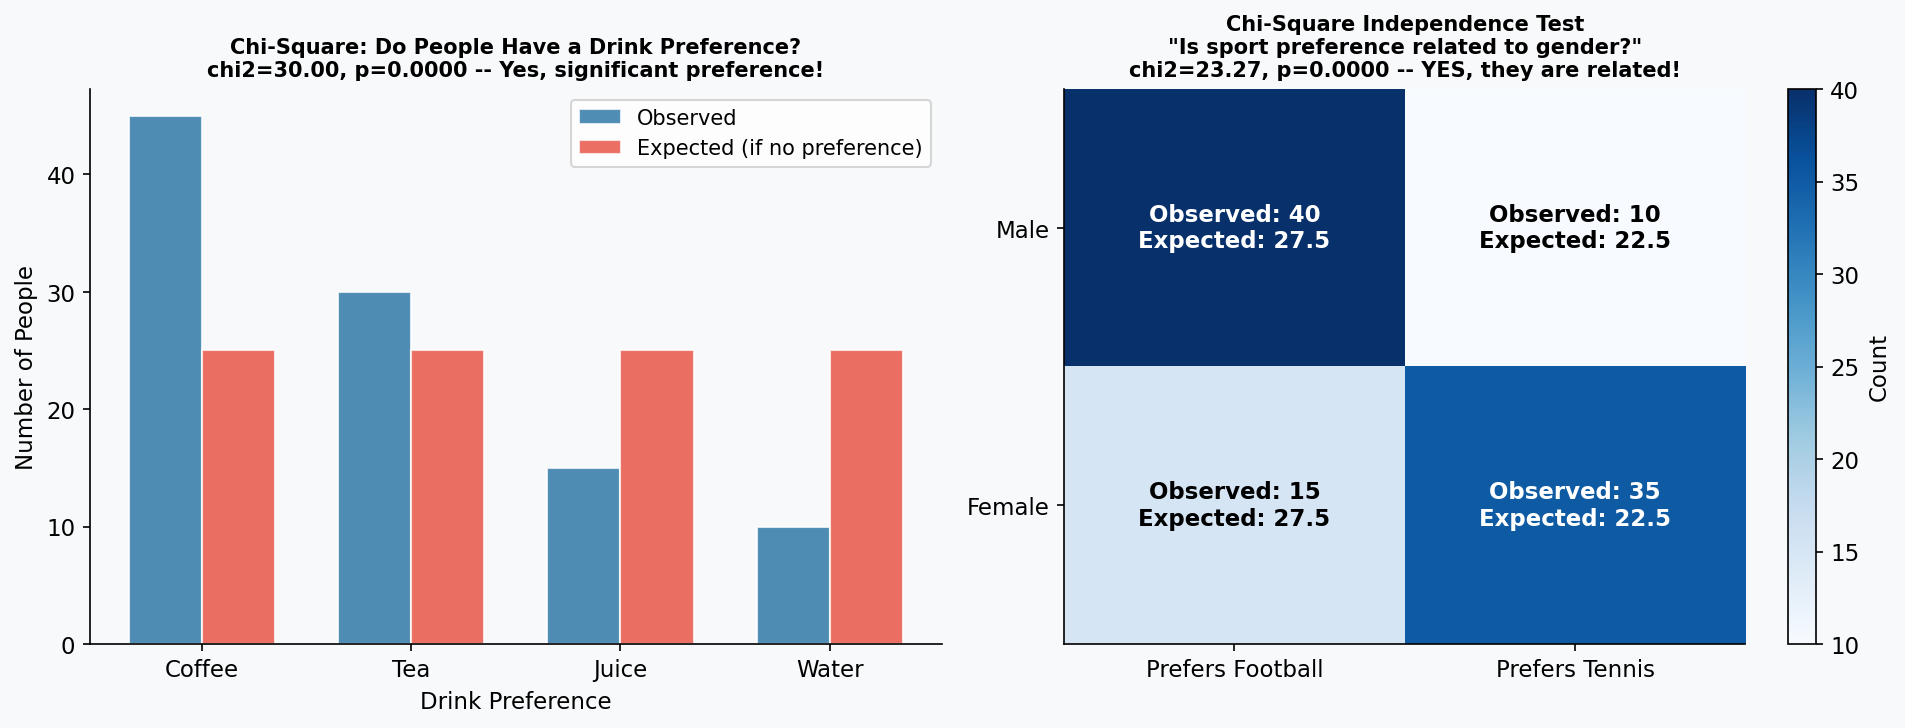 Chi-Square: Do People Have a Drink Preference?
chi2=30.00, p=0.0000 -- Yes, significant preference!
Observed
Expected (if no preference)
Number of People
40
30
20
10
0
Coffee
Tea
Juice
Water
Drink Preference
Chi-Square Independence Test
"Is sport preference related to gender?"
chi2=23.27, p=0.0000 -- YES, they are related!
Male
Female
Observed: 40
Expected: 27.5
Observed: 10
Expected: 22.5
Observed: 15
Expected: 27.5
Observed: 35
Expected: 22.5
Prefers Football
Prefers Tennis
40
35
30
25
20
15
10
Count